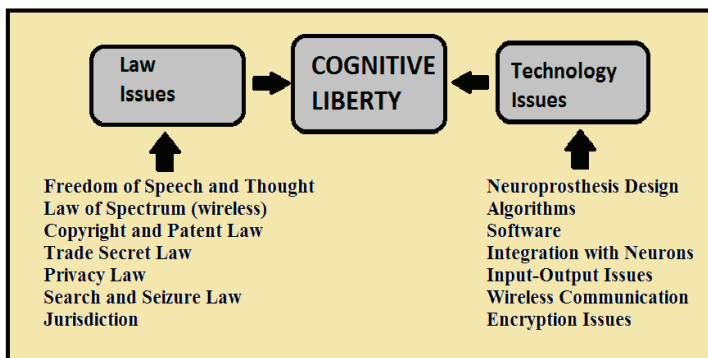 Law
Issues
COGNITIVE
LIBERTY
Technology
Issues
Freedom of Speech and Thought
Law of Spectrum (wireless)
Copyright and Patent Law
Trade Secret Law
Privacy Law
Search and Seizure Law
Jurisdiction
Neuroprosthesis Design
Algorithms
Software
Integration with Neurons
Input-Output Issues
Wireless Communication
Encryption Issues